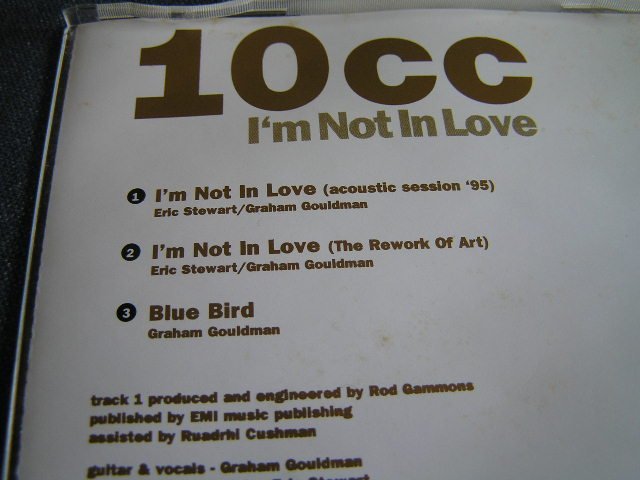 10cc
I'm Not In Love
1 I'm Not In Love (acoustic session '95)
Eric Stewart/Graham Gouldman
2 I'm Not In Love (The Rework Of Art)
Eric Stewart/Graham Gouldman
3 Blue Bird
Graham Gouldman
track 1 produced and engineered by Rod Gammons
published by EMI music publishing
assisted by Ruadrhi Cushman
guitar & vocals - Graham Gouldman